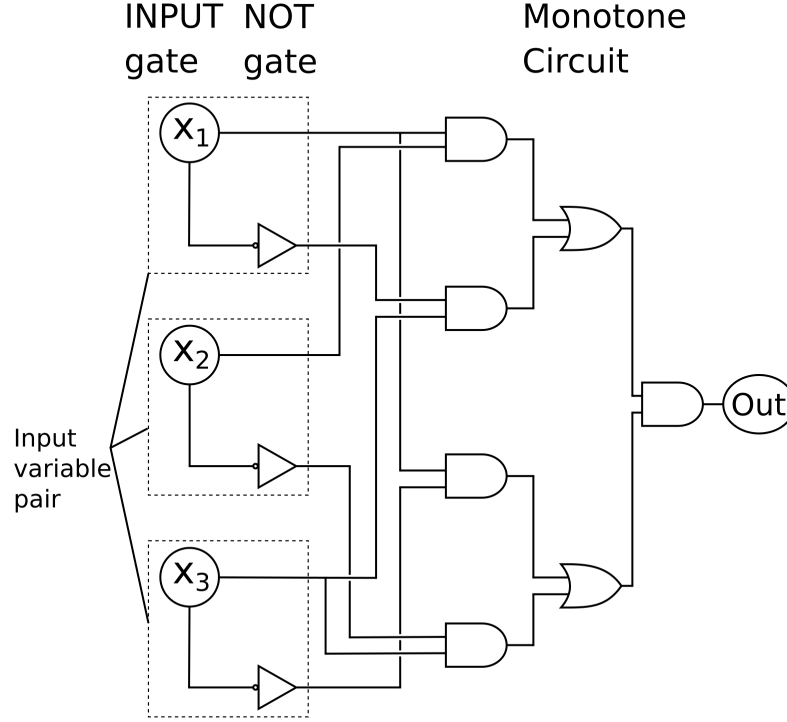 INPUT NOT Monotone
gate gate Circuit
x₁
x₂
Out
Input
variable
pair
x₃